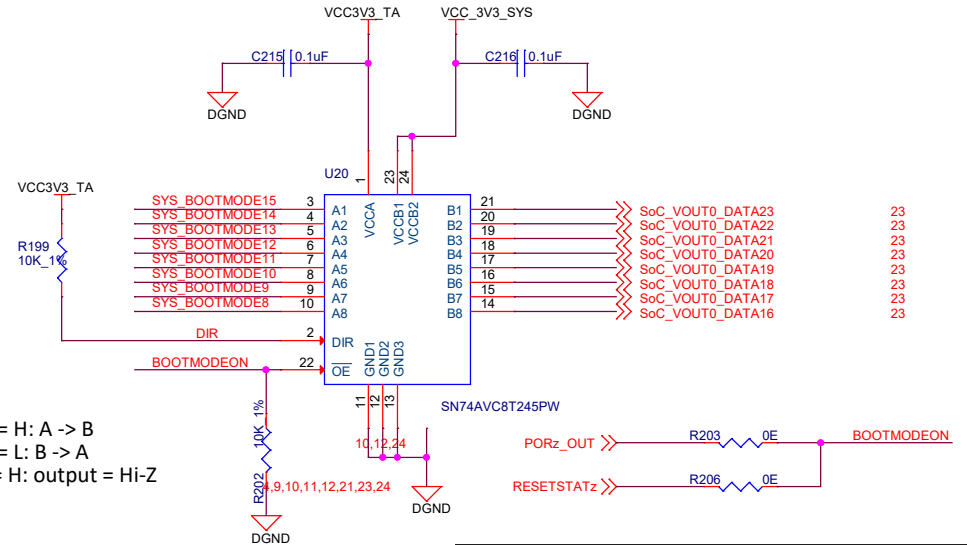 VCC3V3_TA
VCC_3V3_SYS
C215 0.1uF
C216 0.1uF
DGND
DGND
U20
1
23
24
VCC3V3_TA
R199
10K_1%
SYS_BOOTMODE15 3 A1
SYS_BOOTMODE14 4 A2
SYS_BOOTMODE13 5 A3
SYS_BOOTMODE12 6 A4
SYS_BOOTMODE11 7 A5
SYS_BOOTMODE10 8 A6
SYS_BOOTMODE9 9 A7
SYS_BOOTMODE8 10 A8
VCCA
VCCB1
VCCB2
B1 21 SoC_VOUT0_DATA23 23
B2 20 SoC_VOUT0_DATA22 23
B3 19 SoC_VOUT0_DATA21 23
B4 18 SoC_VOUT0_DATA20 23
B5 17 SoC_VOUT0_DATA19 23
B6 16 SoC_VOUT0_DATA18 23
B7 15 SoC_VOUT0_DATA17 23
B8 14 SoC_VOUT0_DATA16 23
DIR 2 DIR
BOOTMODEON 22 OE
GND1
GND2
GND3
11
12
13
SN74AVC8T245PW
= H: A -> B
= L: B -> A
= H: output = Hi-Z
R202
10K_1%
10,12,24
4,9,10,11,12,21,23,24
DGND
DGND
PORz_OUT R203 0E BOOTMODEON
RESETSTATz R206 0E